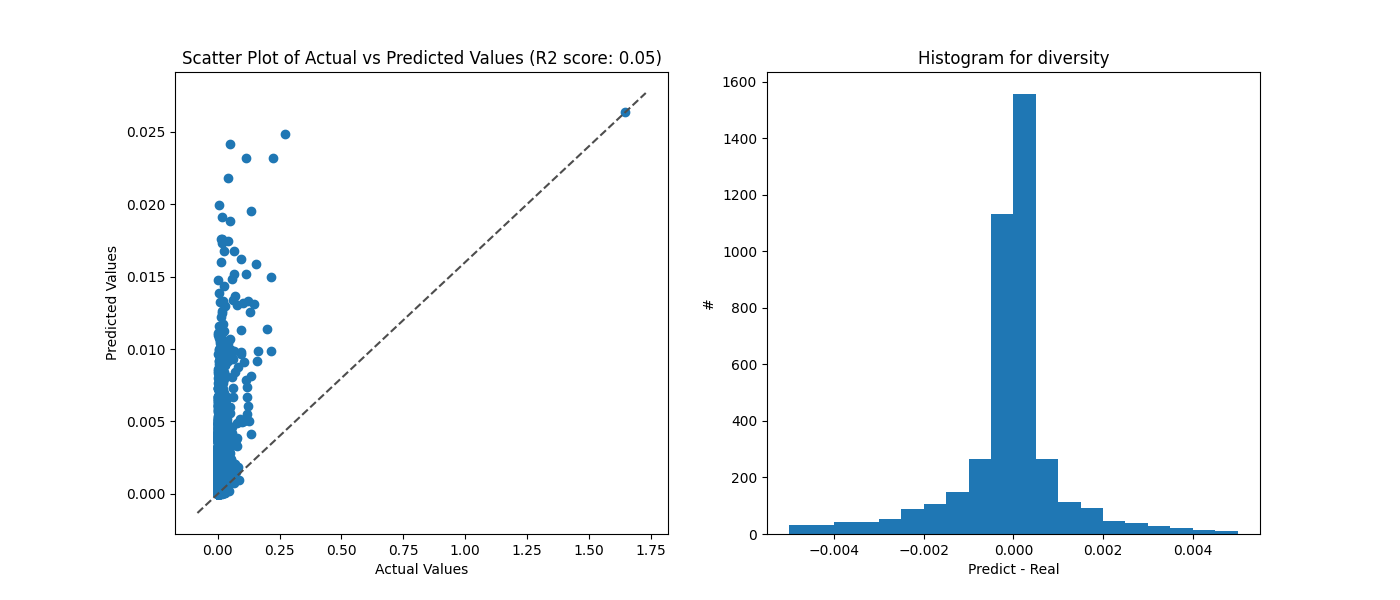 Scatter Plot of Actual vs Predicted Values (R2 score: 0.05)
Predicted Values
0.025
0.020
0.015
0.010
0.005
0.000
0.00 0.25 0.50 0.75 1.00 1.25 1.50 1.75
Actual Values
Histogram for diversity
#
1600
1400
1200
1000
800
600
400
200
0
−0.004 −0.002 0.000 0.002 0.004
Predict - Real